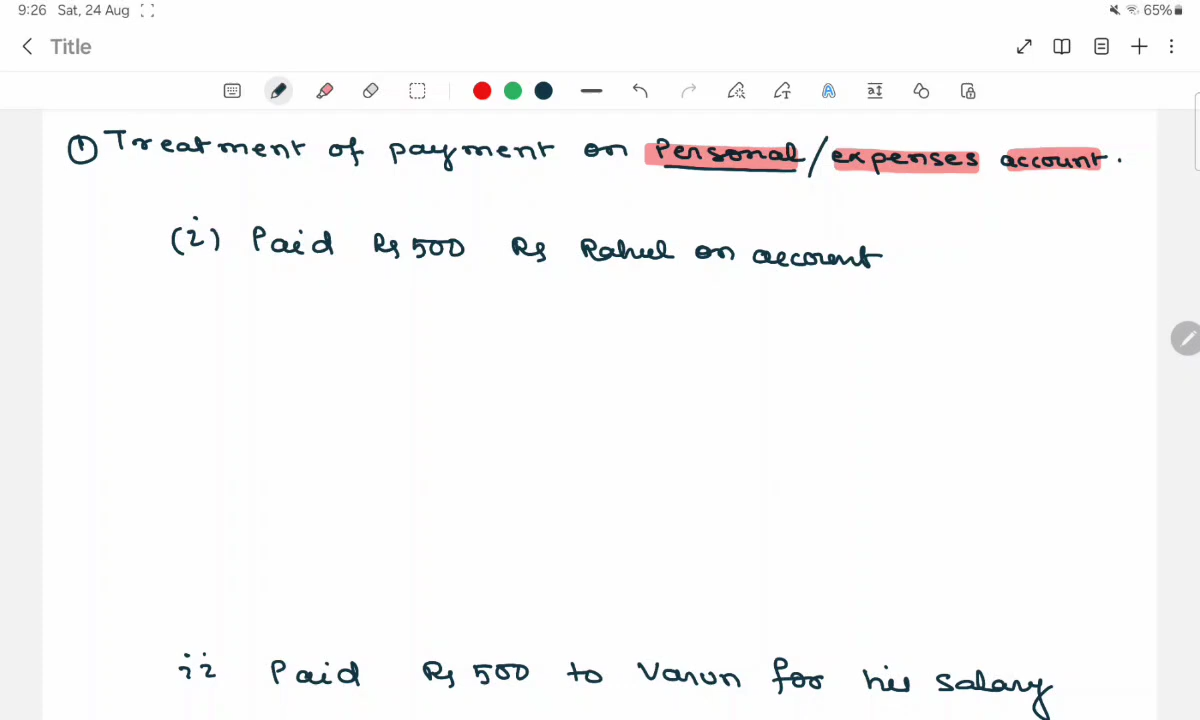 9:26 Sat, 24 Aug 65%
Title
① Treatment of payment on Personal/expenses account.
(i) Paid Rs 500 Rs Rahul on account
ii Paid Rs 500 to Varun for his salary